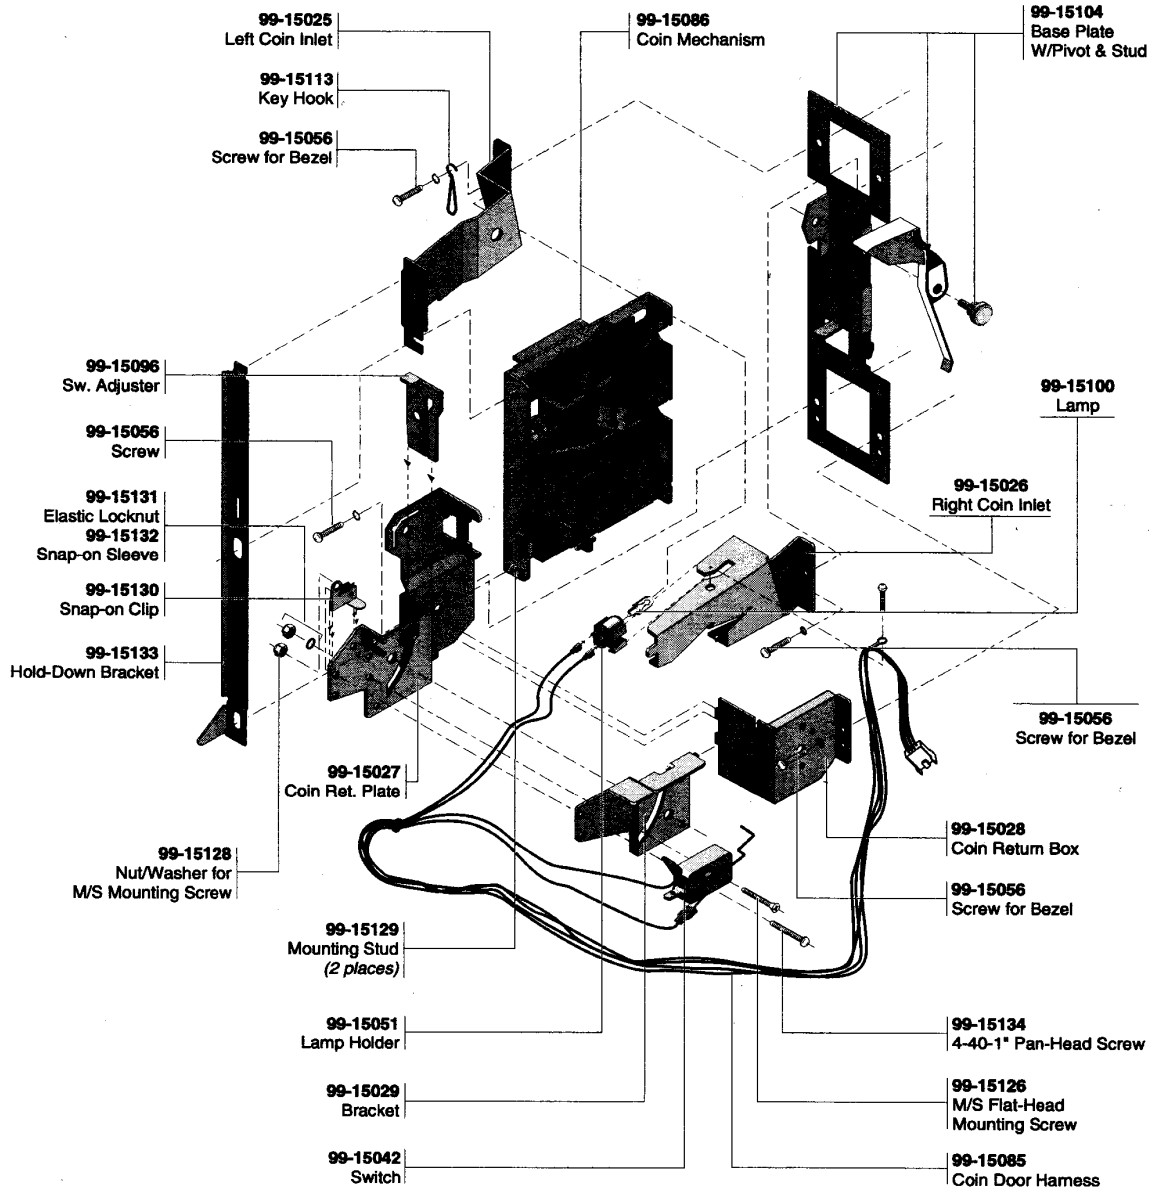 99-15025
Left Coin Inlet
99-15086
Coin Mechanism
99-15104
Base Plate
W/Pivot & Stud
99-15113
Key Hook
99-15056
Screw for Bezel
99-15096
Sw. Adjuster
99-15100
Lamp
99-15056
Screw
99-15131
Elastic Locknut
99-15132
Snap-on Sleeve
99-15026
Right Coin Inlet
99-15130
Snap-on Clip
99-15133
Hold-Down Bracket
99-15056
Screw for Bezel
99-15027
Coin Ret. Plate
99-15128
Nut/Washer for
M/S Mounting Screw
99-15028
Coin Return Box
99-15056
Screw for Bezel
99-15129
Mounting Stud
(2 places)
99-15051
Lamp Holder
99-15134
4-40-1" Pan-Head Screw
99-15029
Bracket
99-15126
M/S Flat-Head
Mounting Screw
99-15042
Switch
99-15085
Coin Door Harness